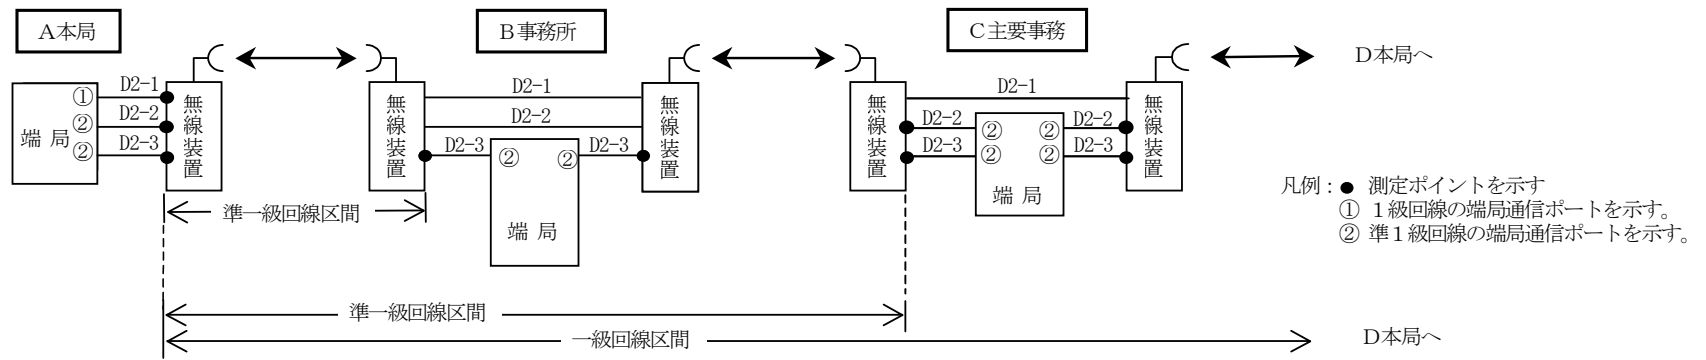 A本局
B事務所
C主要事務
D本局へ
端 局
①
②
②
D2-1
D2-2
D2-3
無線装置
無線装置
D2-1
D2-2
D2-3
②
②
D2-3
端 局
無線装置
無線装置
D2-1
D2-2
D2-3
②
②
②
②
端 局
D2-2
D2-3
無線装置
凡例：● 測定ポイントを示す
① １級回線の端局通信ポートを示す。
② 準１級回線の端局通信ポートを示す。
準一級回線区間
準一級回線区間
一級回線区間
D本局へ